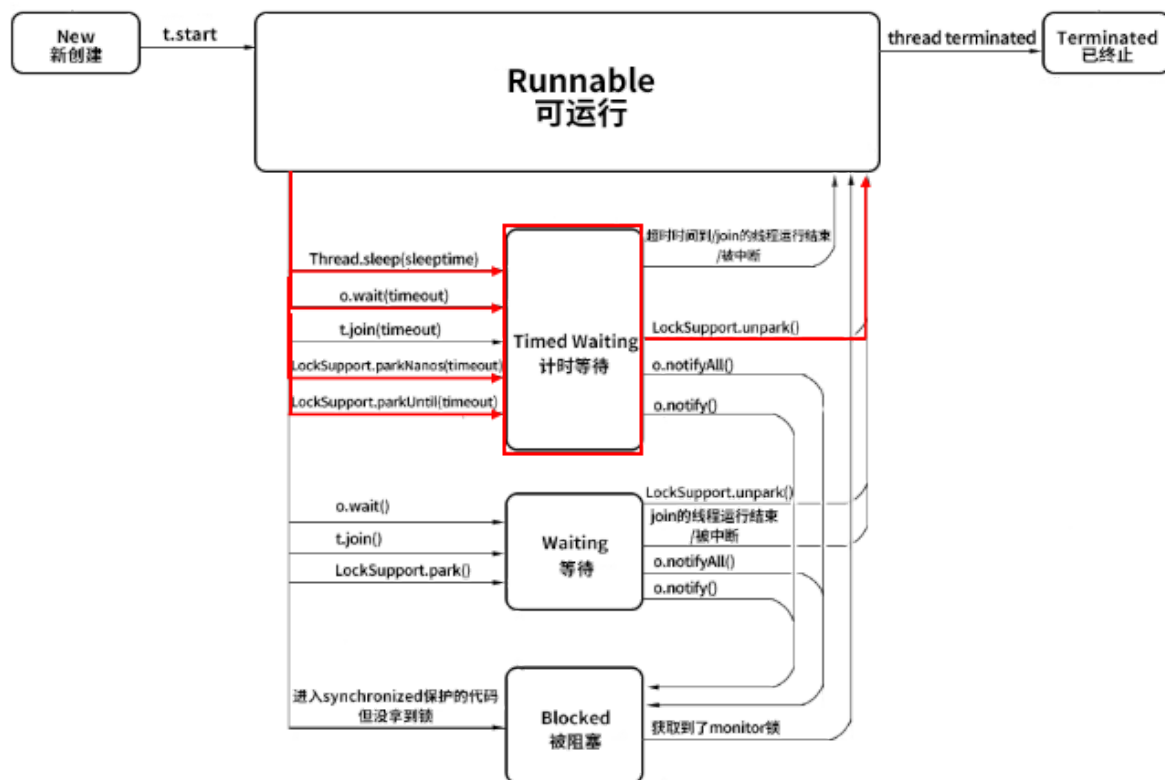 New
新创建
t.start
Runnable
可运行
thread terminated
Terminated
已终止
Thread.sleep(sleeptime)
o.wait(timeout)
t.join(timeout)
LockSupport.parkNanos(timeout)
LockSupport.parkUntil(timeout)
Timed Waiting
计时等待
超时时间到/join的线程运行结束
/被中断
LockSupport.unpark()
o.notifyAll()
o.notify()
o.wait()
t.join()
LockSupport.park()
Waiting
等待
LockSupport.unpark()
join的线程运行结束
/被中断
o.notifyAll()
o.notify()
进入synchronized保护的代码
但没拿到锁
Blocked
被阻塞
获取到了monitor锁